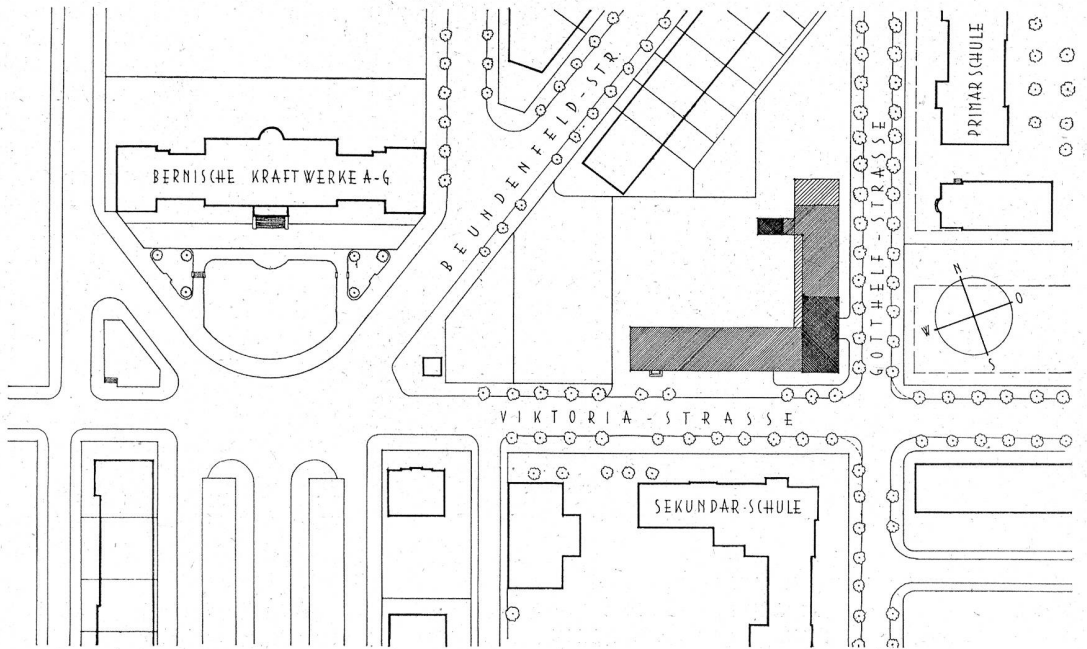 BEUNDENFELD-STR.
PRIMARSCHULE
BERNISCHE KRAFTWERKE A-G.
GOTTHELF-STRASSE
N
O
W
S
VIKTORIA-STRASSE
SEKUNDAR-SCHULE